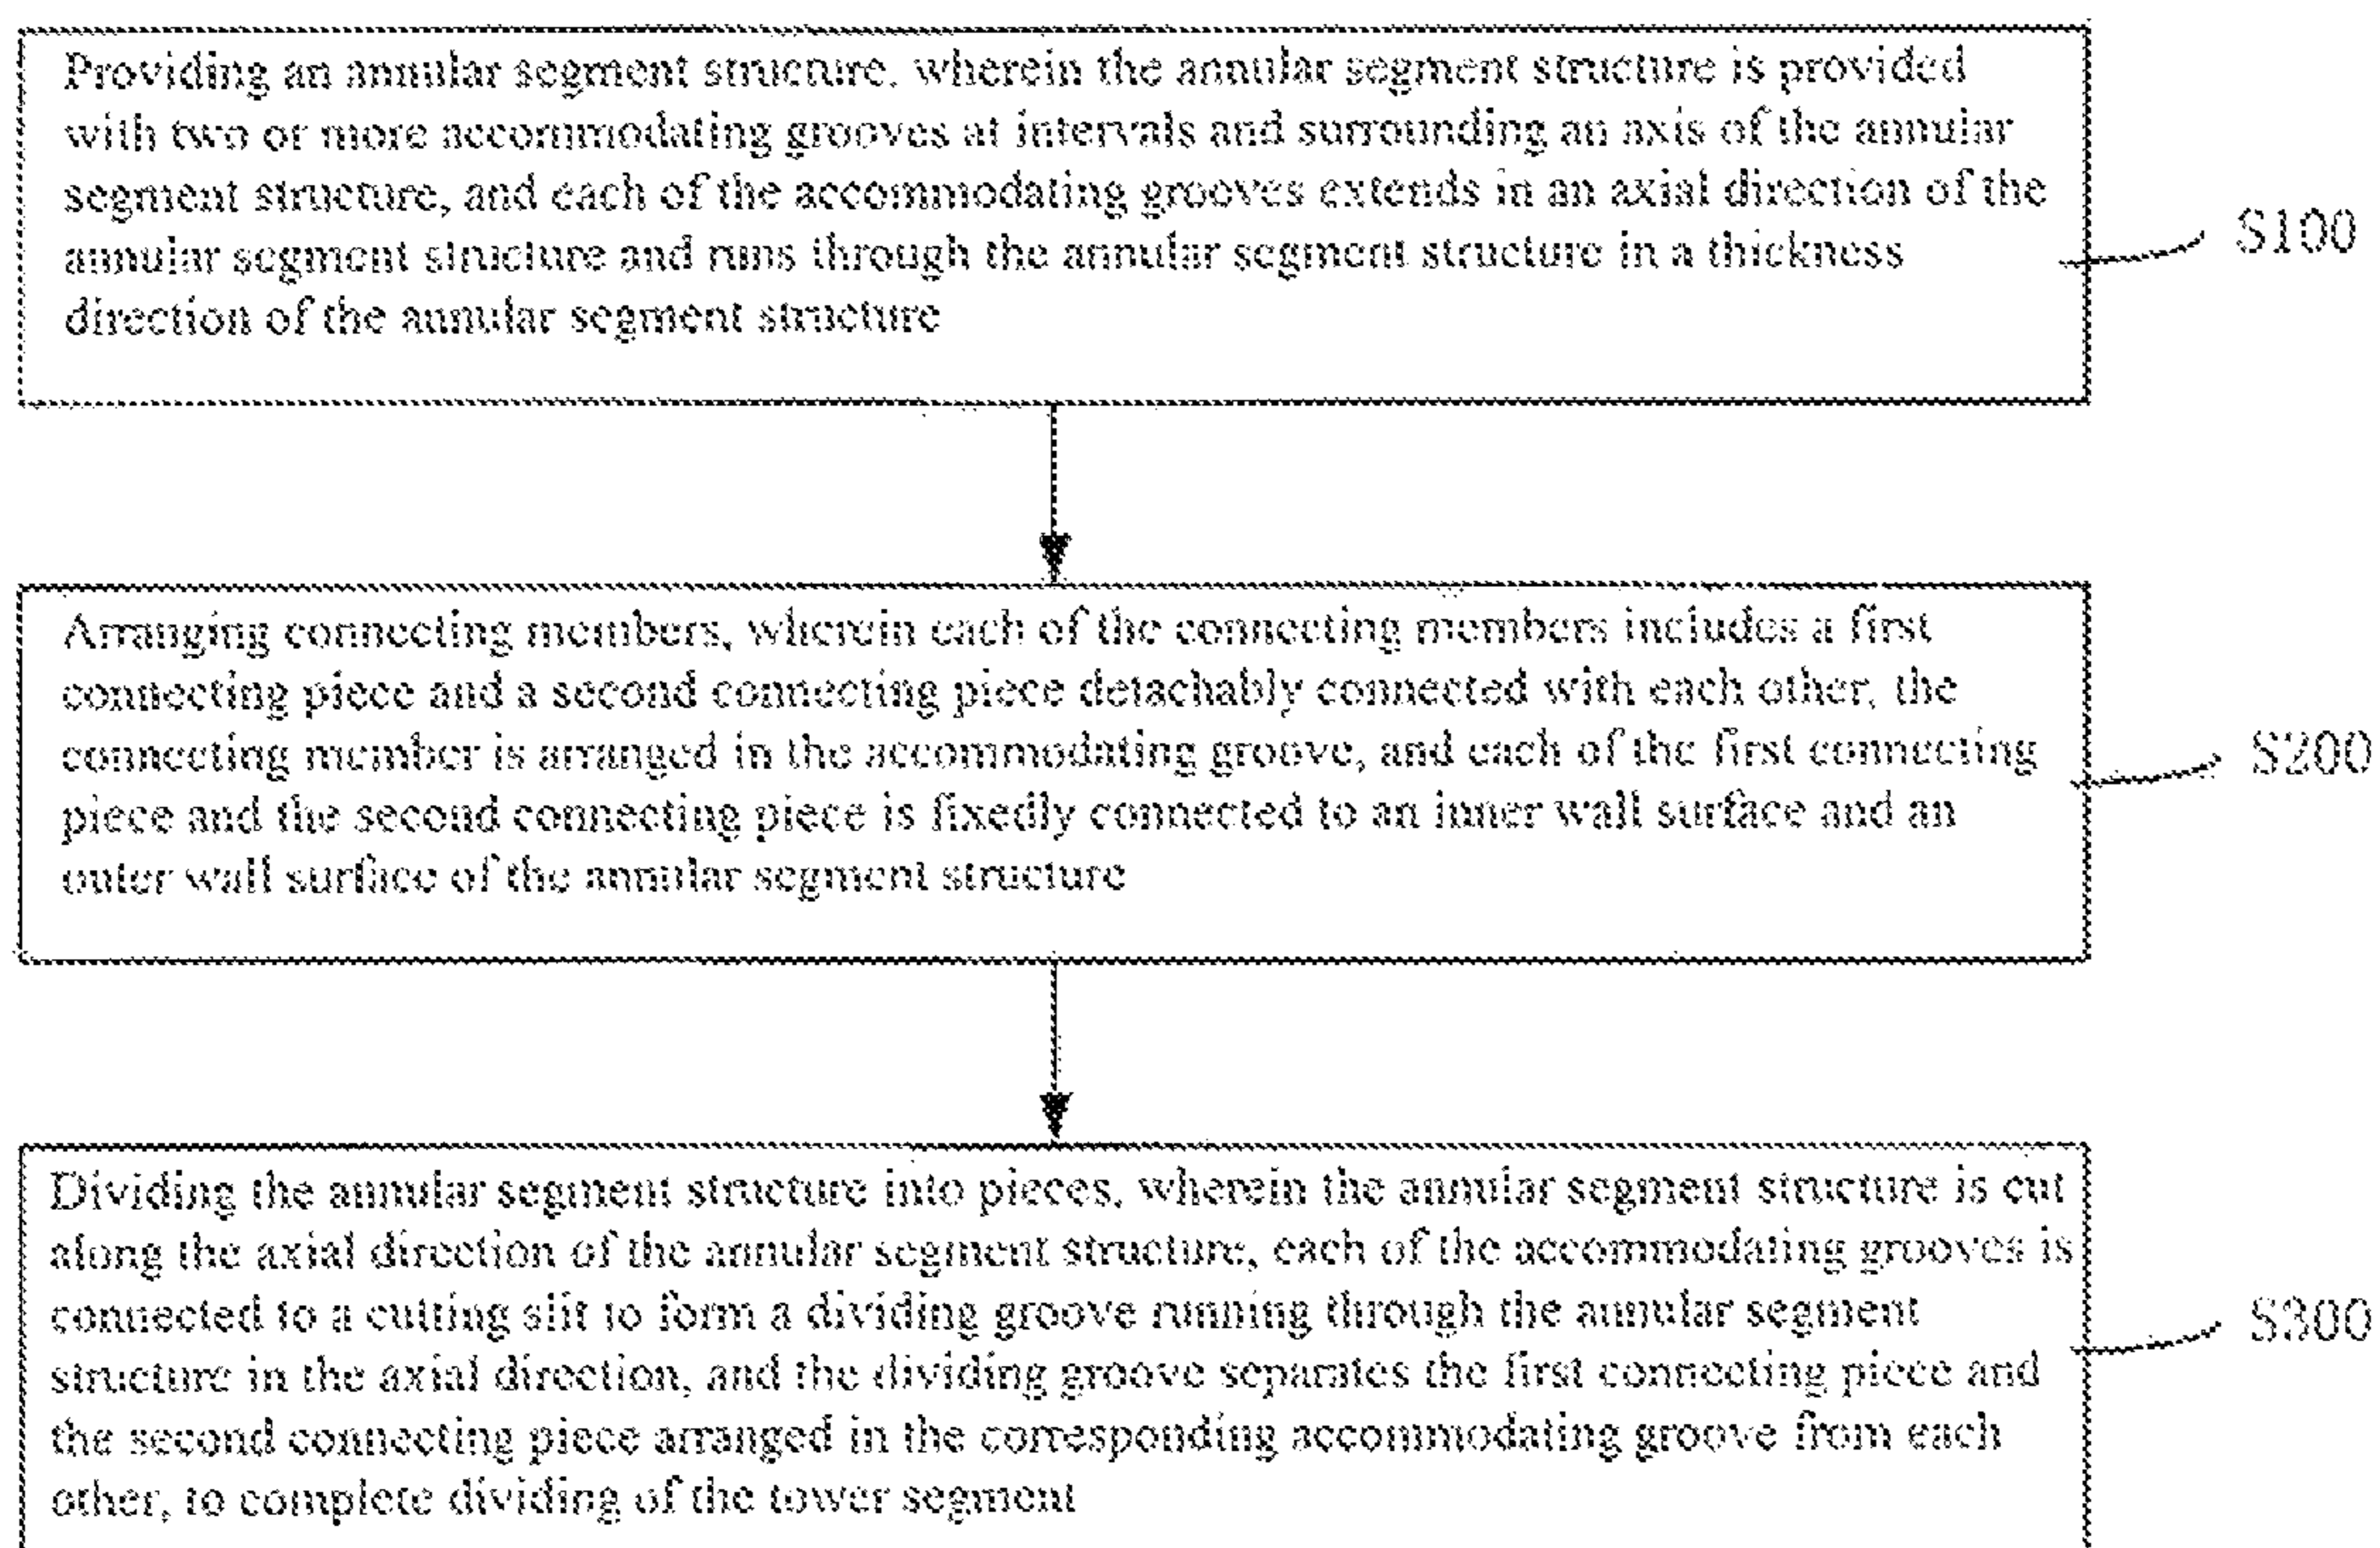 Providing an annular segment structure, wherein the annular segment structure is provided
with two or more accommodating grooves at intervals and surrounding an axis of the annular
segment structure, and each of the accommodating grooves extends in an axial direction of the
annular segment structure and runs through the annular segment structure in a thickness
direction of the annular segment structure
S100
Arranging connecting members, wherein each of the connecting members includes a first
connecting piece and a second connecting piece detachably connected with each other, the
connecting member is arranged in the accommodating groove, and each of the first connecting
piece and the second connecting piece is fixedly connected to an inner wall surface and an
outer wall surface of the annular segment structure
S200
Dividing the annular segment structure into pieces, wherein the annular segment structure is cut
along the axial direction of the annular segment structure, each of the accommodating grooves is
connected to a cutting slit to form a dividing groove running through the annular segment
structure in the axial direction, and the dividing groove separates the first connecting piece and
the second connecting piece arranged in the corresponding accommodating groove from each
other, to complete dividing of the tower segment
S300